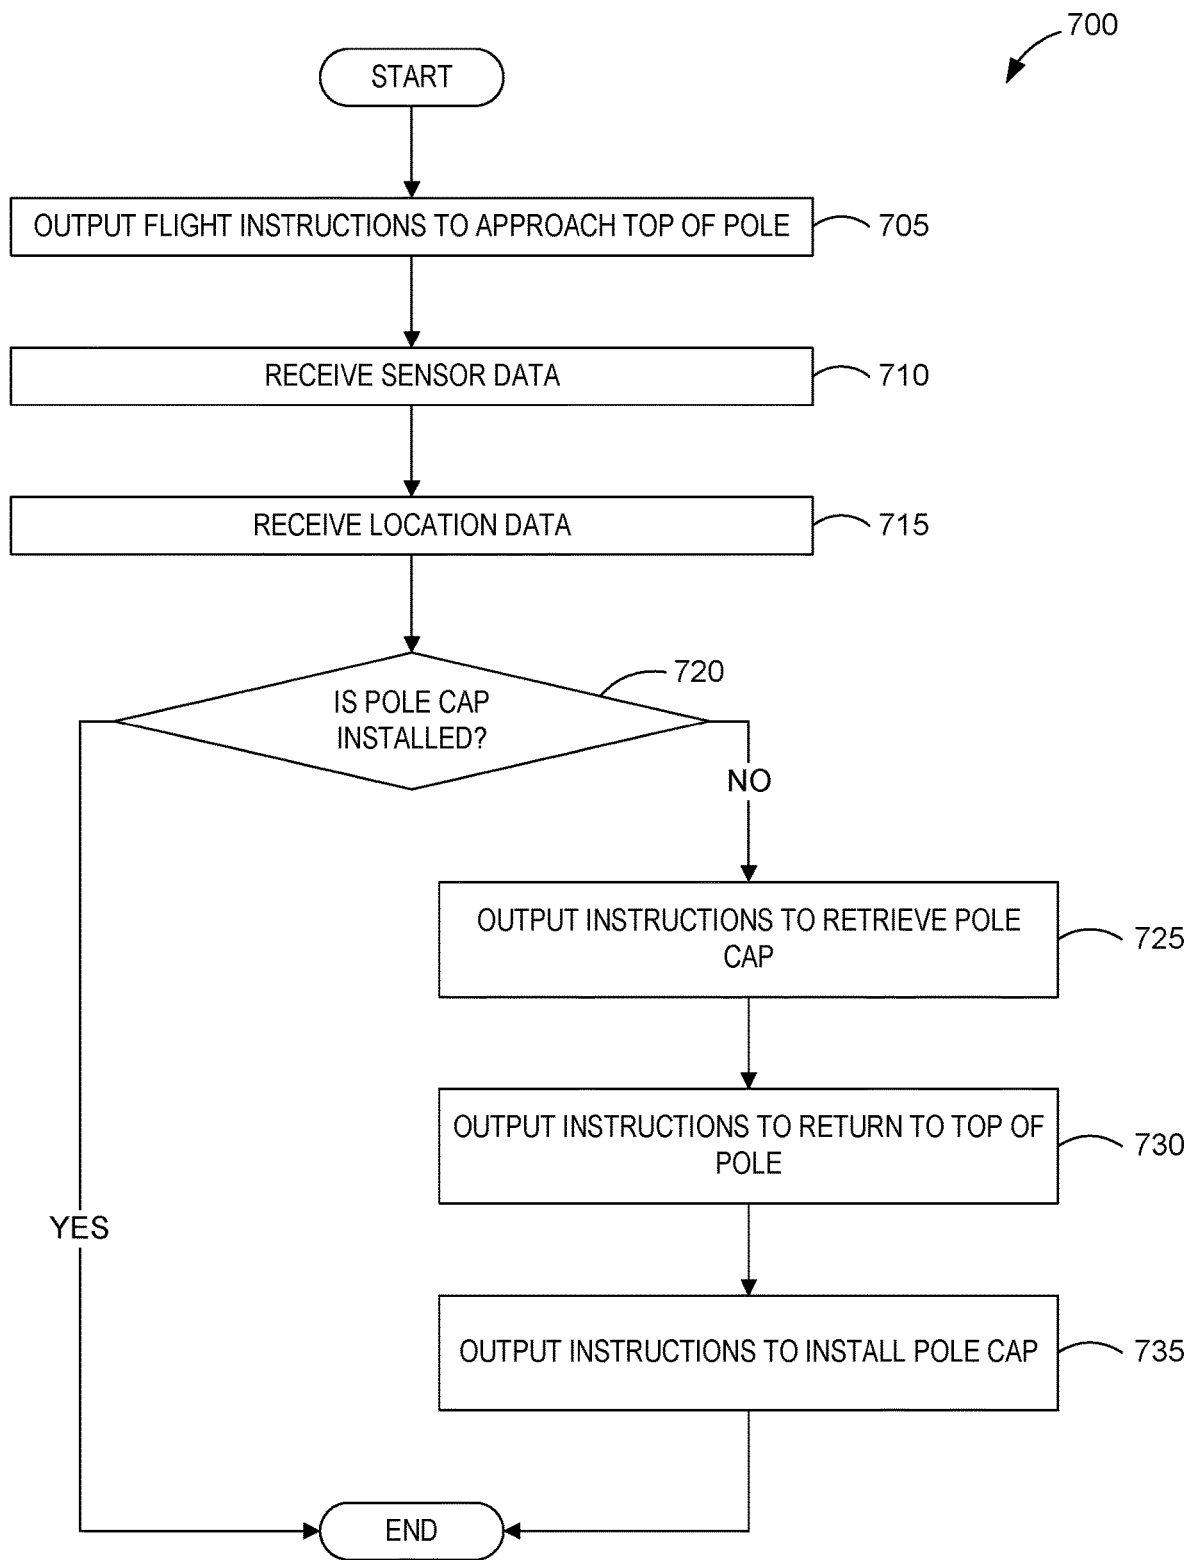 700
START
OUTPUT FLIGHT INSTRUCTIONS TO APPROACH TOP OF POLE
705
RECEIVE SENSOR DATA
710
RECEIVE LOCATION DATA
715
720
IS POLE CAP
INSTALLED?
NO
OUTPUT INSTRUCTIONS TO RETRIEVE POLE
CAP
725
OUTPUT INSTRUCTIONS TO RETURN TO TOP OF
POLE
730
YES
OUTPUT INSTRUCTIONS TO INSTALL POLE CAP
735
END